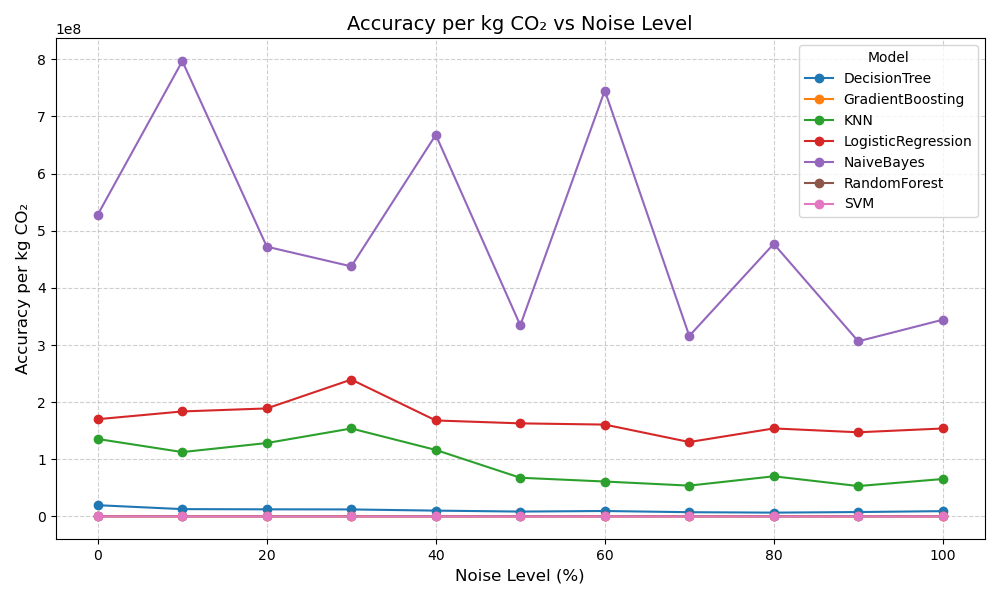 Accuracy per kg CO₂ vs Noise Level
1e8
8
7
6
5
4
3
2
1
0
Accuracy per kg CO₂
0 20 40 60 80 100
Noise Level (%)
Model
DecisionTree
GradientBoosting
KNN
LogisticRegression
NaiveBayes
RandomForest
SVM